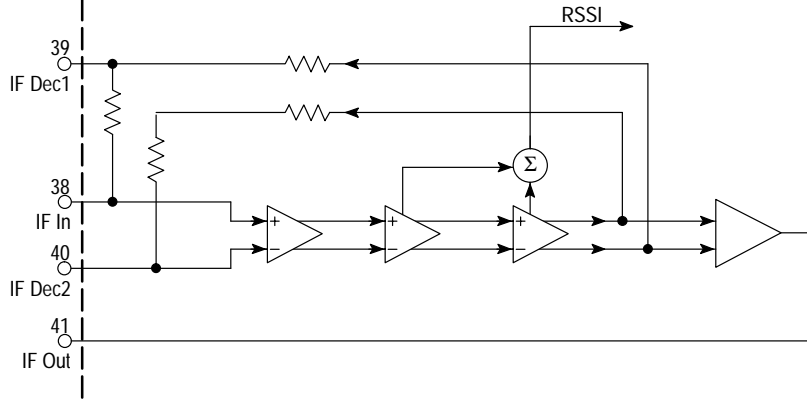 RSSI
39
IF Dec1
Σ
38
IF In
+
−
+
−
+
−
40
IF Dec2
41
IF Out